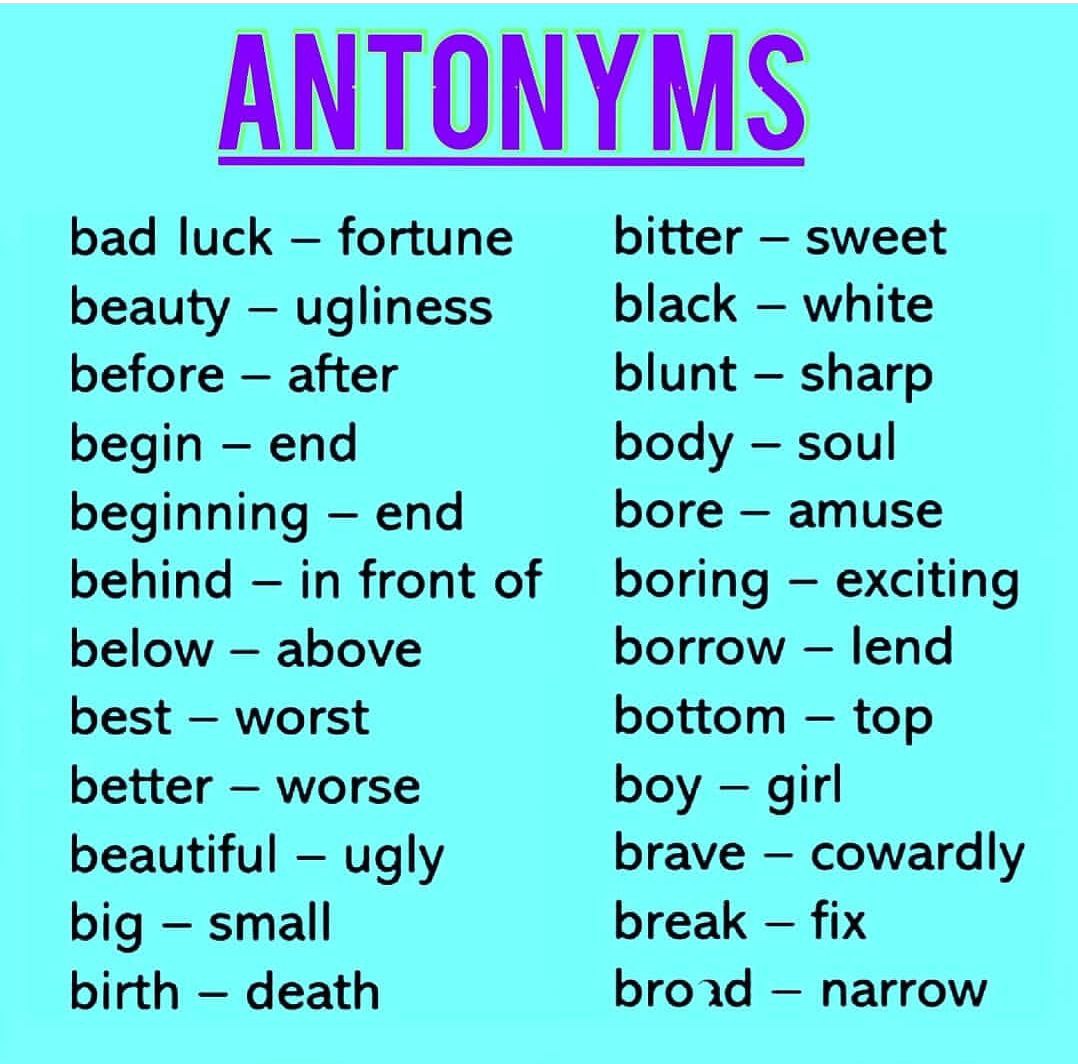 ANTONYMS
bad luck – fortune
beauty – ugliness
before – after
begin – end
beginning – end
behind – in front of
below – above
best – worst
better – worse
beautiful – ugly
big – small
birth – death
bitter – sweet
black – white
blunt – sharp
body – soul
bore – amuse
boring – exciting
borrow – lend
bottom – top
boy – girl
brave – cowardly
break – fix
broad – narrow